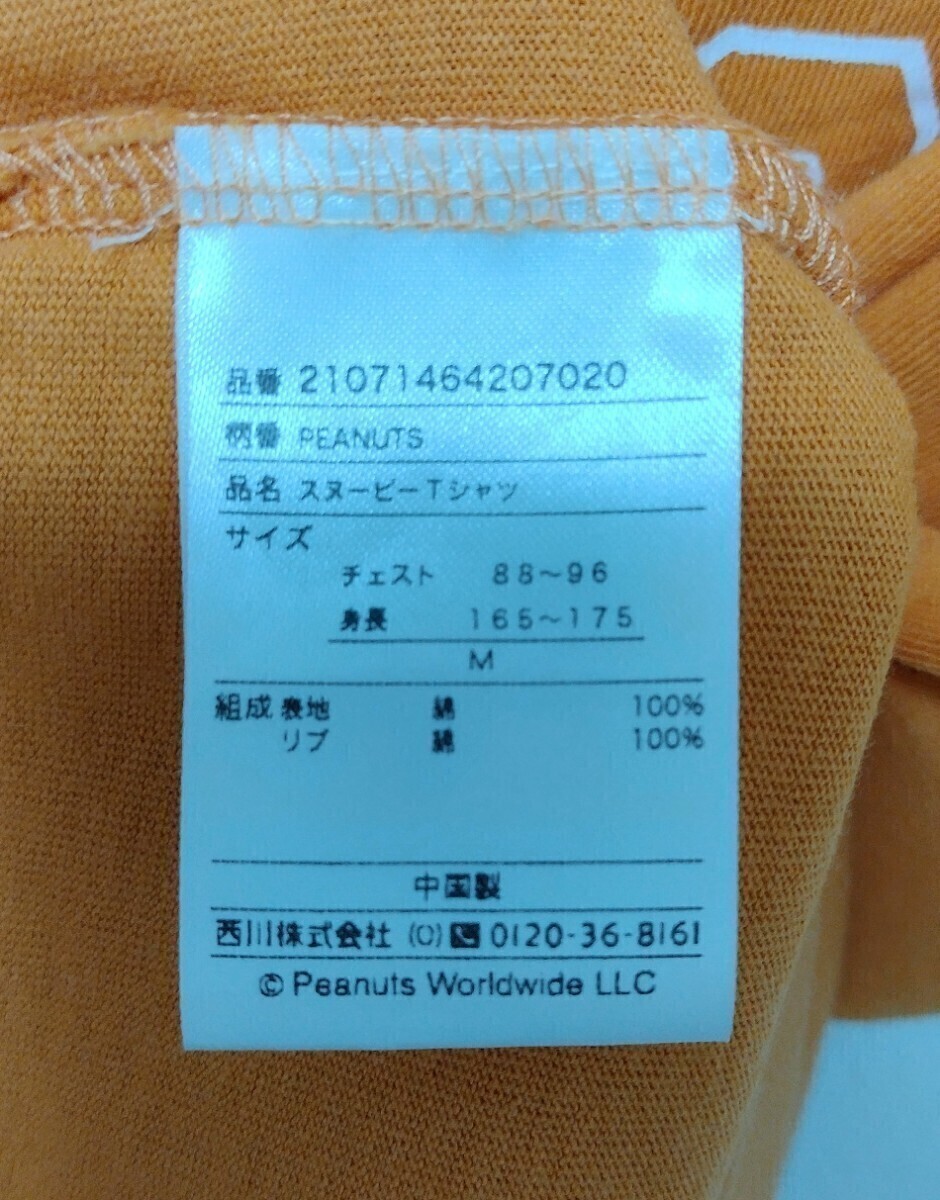 品番 21071464207020
柄番 PEANUTS
品名 スヌーピーTシャツ
サイズ
チェスト 88～96
身長 165～175
M
組成 表地 綿 100%
リブ 綿 100%
中国製
西川株式会社 (O) 0120-36-8161
© Peanuts Worldwide LLC